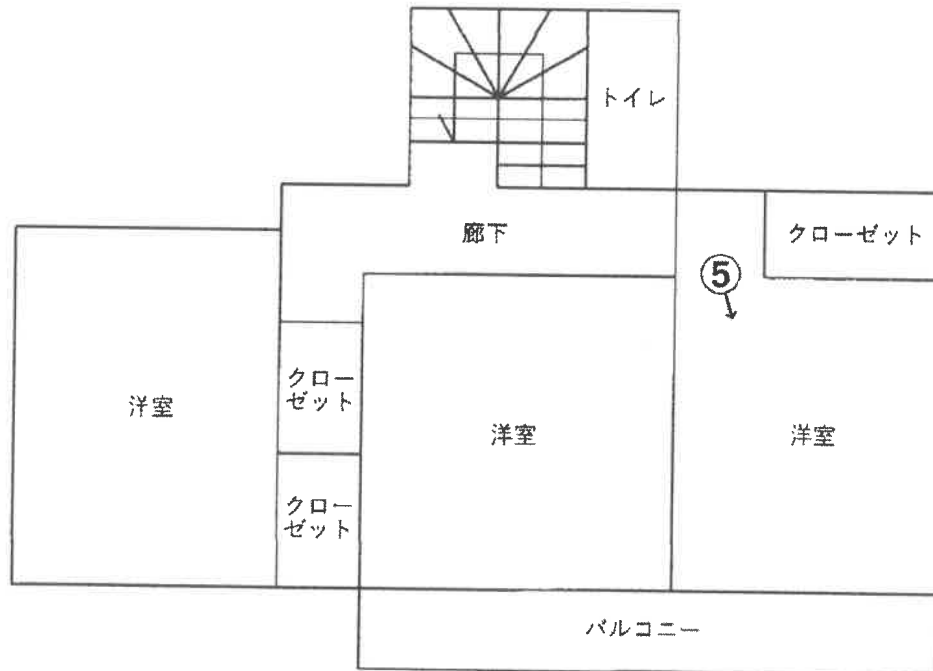 トイレ
廊下
クローゼット
⑤
クロー
ゼット
洋室
洋室
洋室
クロー
ゼット
バルコニー